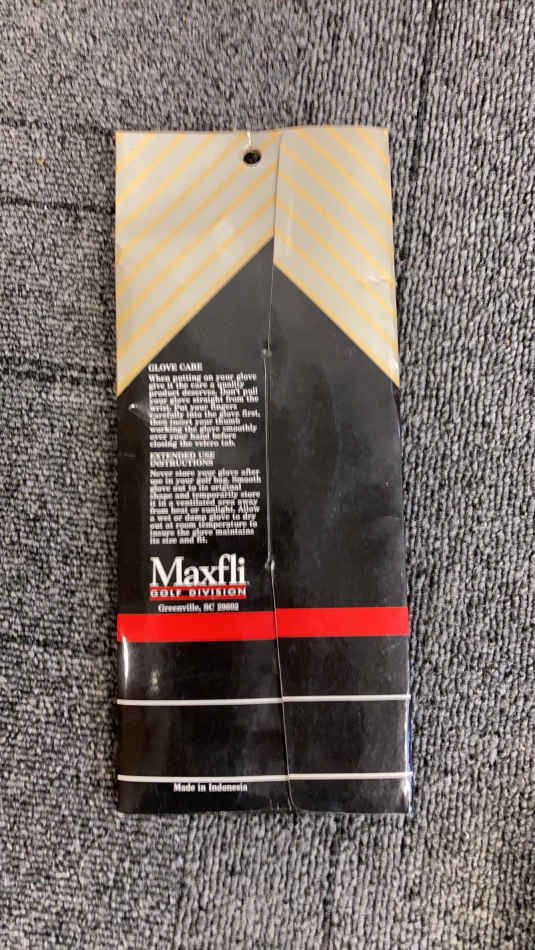 GLOVE CARE
When putting on your glove
give it the care a quality
product deserves. Don't pull
your glove straight from the
wrist. Put your fingers
carefully into the glove first,
then insert your thumb
working the glove smoothly
over your hand before
closing the velcro tab.
EXTENDED USE
INSTRUCTIONS
Never store your glove after
use in your golf bag. Smooth
glove out to its original
shape and temporarily store
it in a ventilated area away
from heat or sunlight. Allow
a wet or damp glove to dry
out at room temperature to
insure the glove maintains
its size and fit.
Maxfli
GOLF DIVISION
Greenville, SC 29602
Made in Indonesia